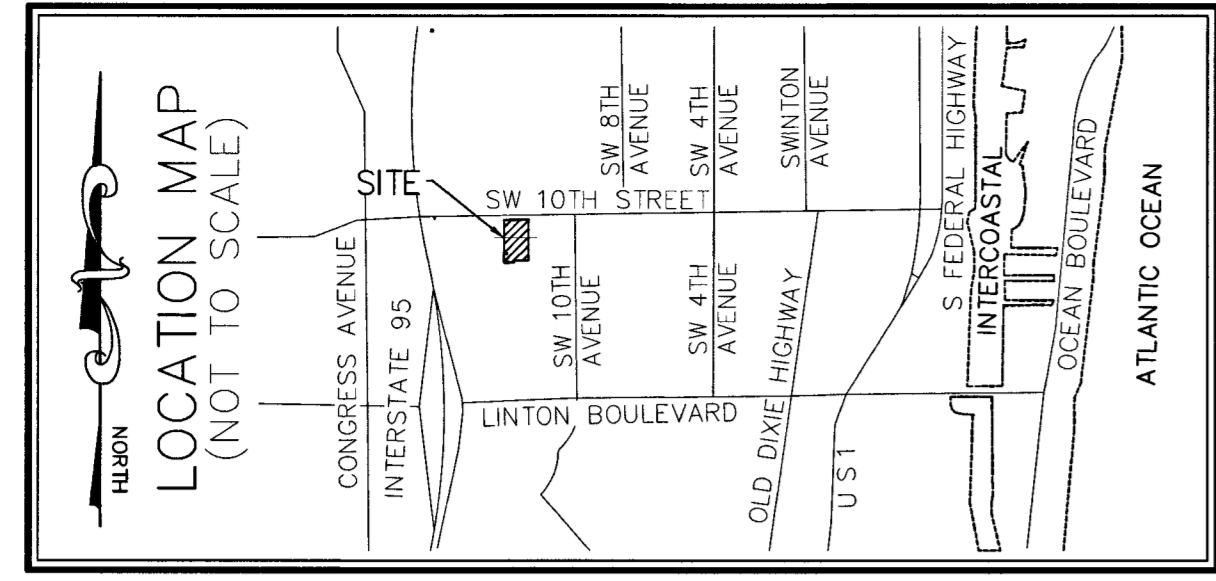 NORTH
LOCATION MAP
(NOT TO SCALE)
CONGRESS AVENUE
INTERSTATE 95
SITE
SW 10TH STREET
SW 8TH
AVENUE
SW 4TH
AVENUE
SWINTON
AVENUE
SW 10TH
AVENUE
SW 4TH
AVENUE
LINTON BOULEVARD
OLD DIXIE HIGHWAY
U S 1
S FEDERAL HIGHWAY
INTERCOASTAL
OCEAN BOULEVARD
ATLANTIC OCEAN